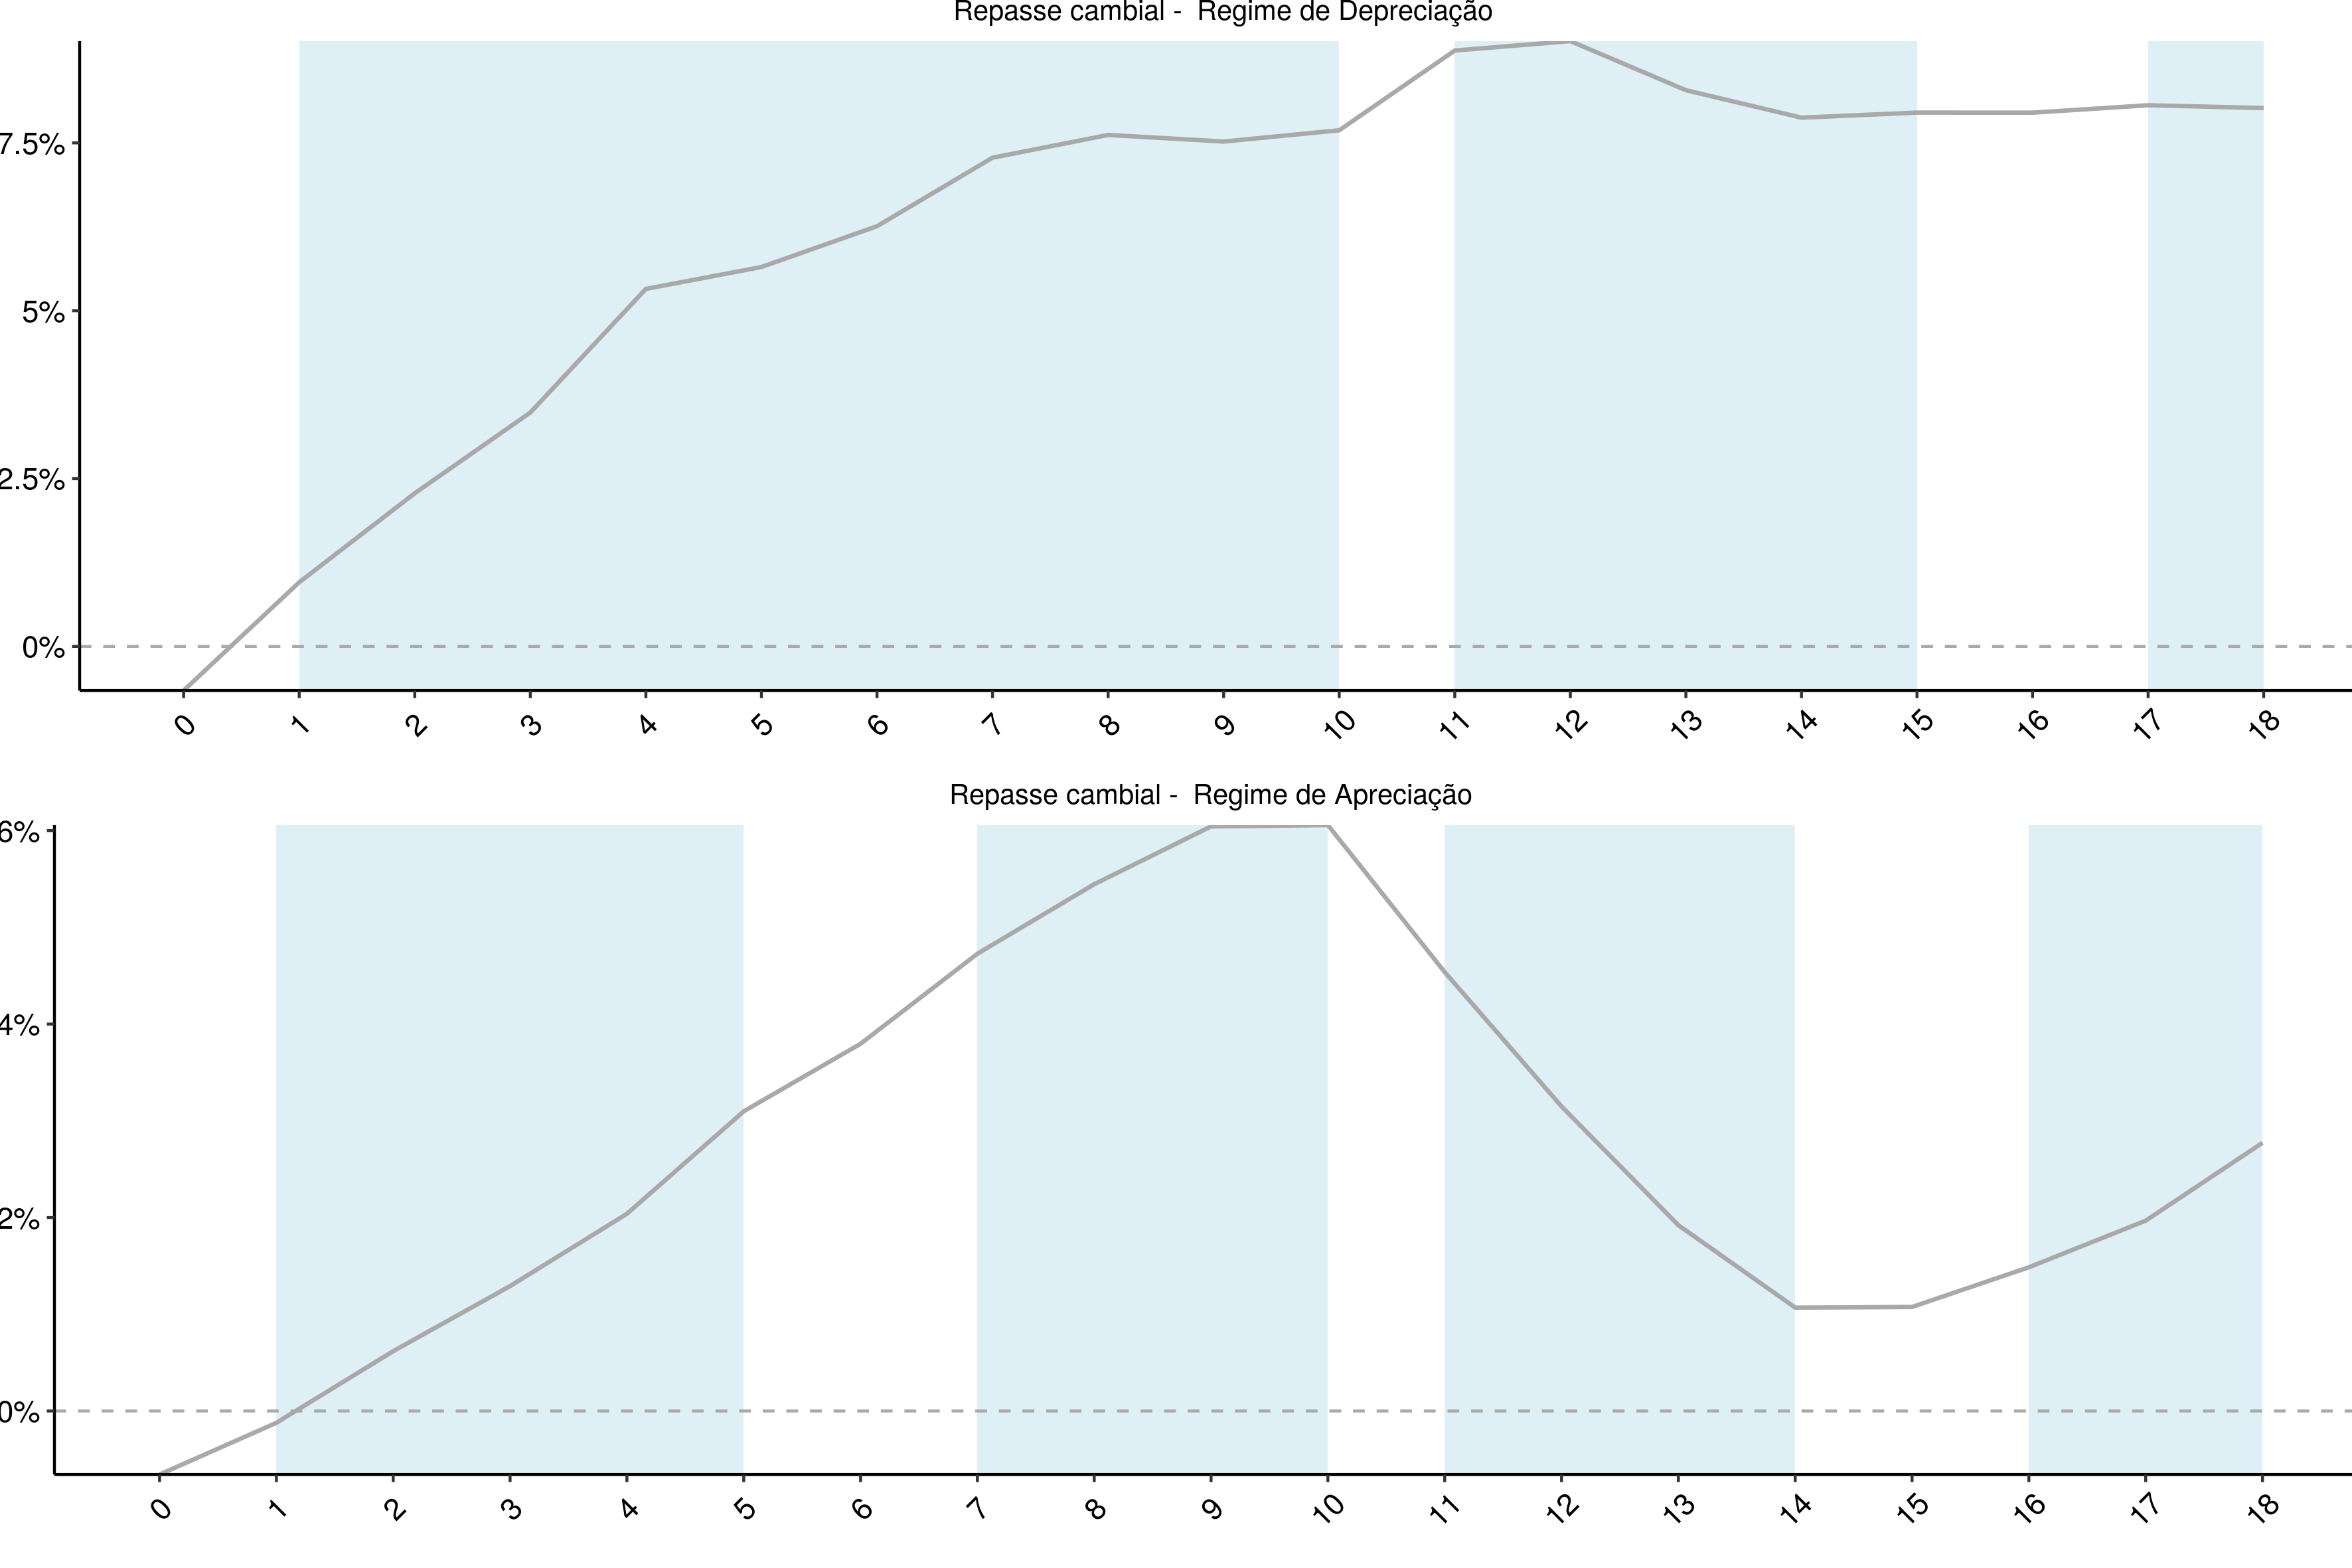 Repasse cambial -  Regime de Depreciação
7.5%
5%
2.5%
0%
0 1 2 3 4 5 6 7 8 9 10 11 12 13 14 15 16 17 18
Repasse cambial -  Regime de Apreciação
6%
4%
2%
0%
0 1 2 3 4 5 6 7 8 9 10 11 12 13 14 15 16 17 18